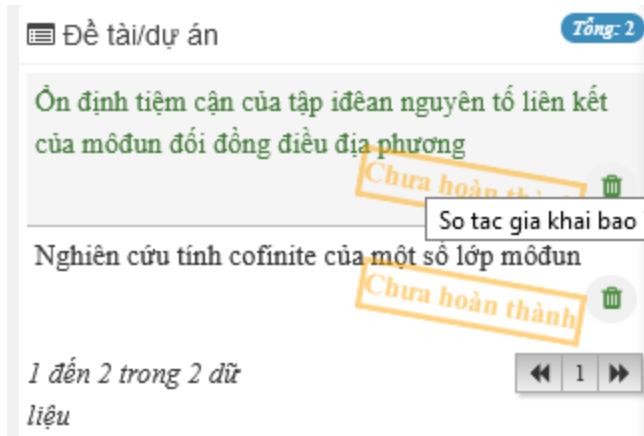 Đề tài/dự án
Tổng: 2
Ổn định tiệm cận của tập iđêan nguyên tố liên kết
của môđun đối đồng điều địa phương
Chưa hoàn thành
So tac gia khai bao
Nghiên cứu tính cofinite của một số lớp môđun
Chưa hoàn thành
1 đến 2 trong 2 dữ
liệu
1